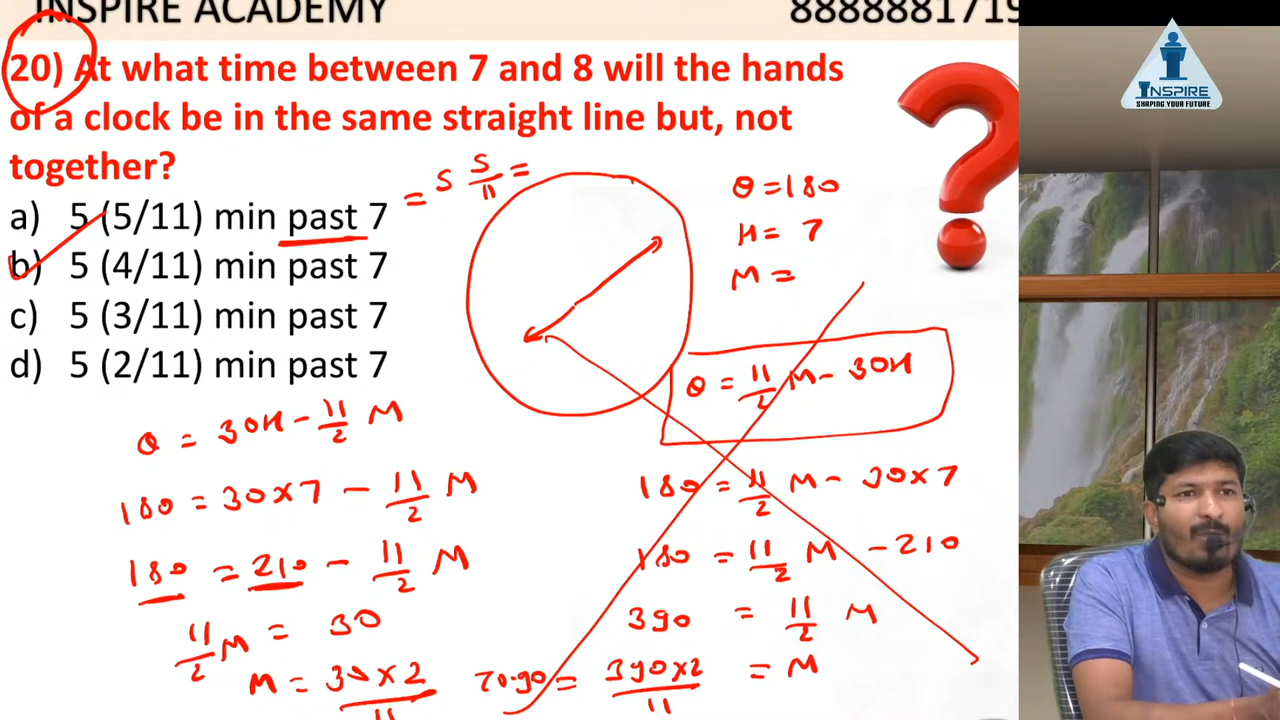 INSPIRE ACADEMY
8888881719
20) At what time between 7 and 8 will the hands
of a clock be in the same straight line but, not
together?
a) 5 (5/11) min past 7
b) 5 (4/11) min past 7
c) 5 (3/11) min past 7
d) 5 (2/11) min past 7
= 5 5/11 =
θ = 180
H = 7
M =
θ = 11/2 M - 30H
180 = 11/2 M - 30×7
180 = 11/2 M - 210
390 = 11/2 M
70.90 = 390×2/11 = M
θ = 30H - 11/2 M
180 = 30×7 - 11/2 M
180 = 210 - 11/2 M
11/2 M = 30
M = 30×2/11
INSPIRE
SHAPING YOUR FUTURE